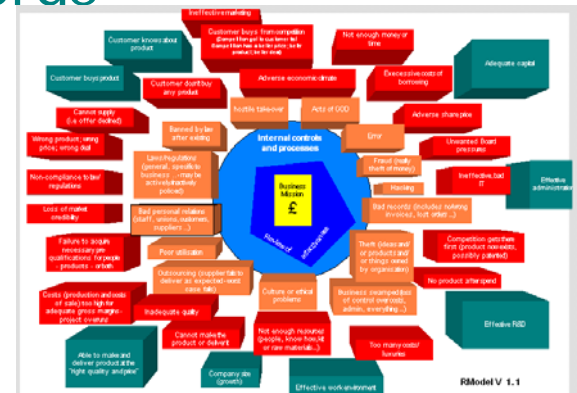 Ineffective marketing
Customer knows about
product
Customer buys from competition
Not enough money or
time
Adequate capital
Customer buys product
Customer don't buy
any product
Adverse economic climate
Excessive costs of
borrowing
Cannot supply
hostile takeover
Acts of GOD
Adverse share price
Wrong product; wrong
price; wrong deal
Banned by law
after existing
Internal controls
and processes
Error
Unwanted Board
pressures
Laws/regulations
(general, specific to
business
Fraud (really
theft of money)
Non-compliance to law/
regulations
Business
Mission
£
Hacking
Ineffective, bad
IT
Effective
Loss of market
credibility
Bad personal relations
(staff, unions, customers,
suppliers ..)
Bad records (includes not/wrong
invoices, lost orders ..)
Review of
effectiveness
Failure to acquire
necessary pre
qualifications for people
- products -
Poor utilisation
Theft (ideas and/
or products and/
or things owned by
organisation)
Competition gets there
first (product now exists,
possibly patented)
Outsourcing (supplier fails to
deliver as expected
Culture or ethical
problems
Business swamped (out
of control over costs,
admin, everything ..)
No product after spend
Costs (production and costs
of sale) too high for
adequate gross margins -
project overruns
Inadequate quality
Effective R&D
Cannot make the
product or deliver it
Not enough resources
(people, know how, kit
or raw materials..)
Too many costs/
luxuries
Able to make and
deliver product at the
"right quality and price"
Company size
(growth)
Effective work environment
RModel V 1.1